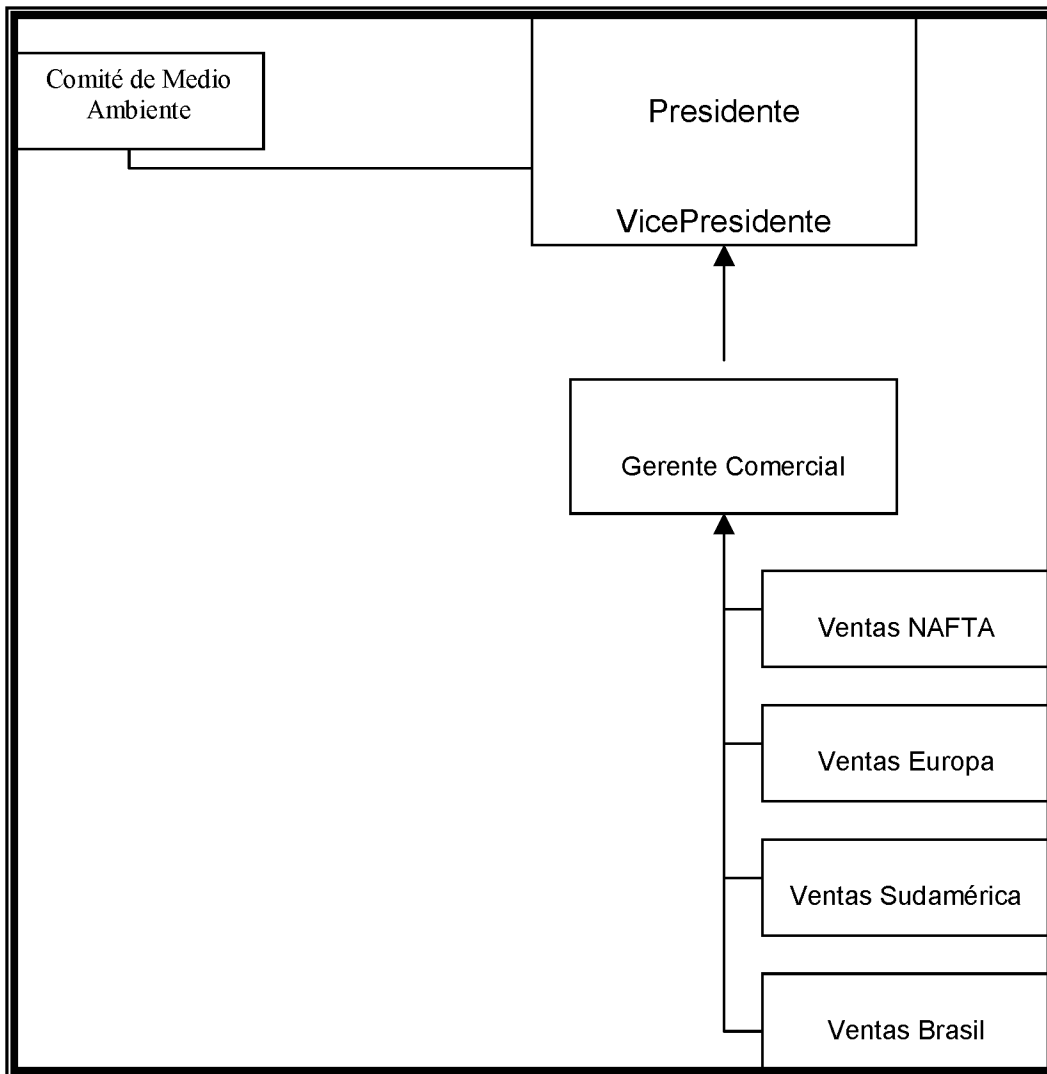 Comité de Medio
Ambiente
Presidente
VicePresidente
Gerente Comercial
Ventas NAFTA
Ventas Europa
Ventas Sudamérica
Ventas Brasil